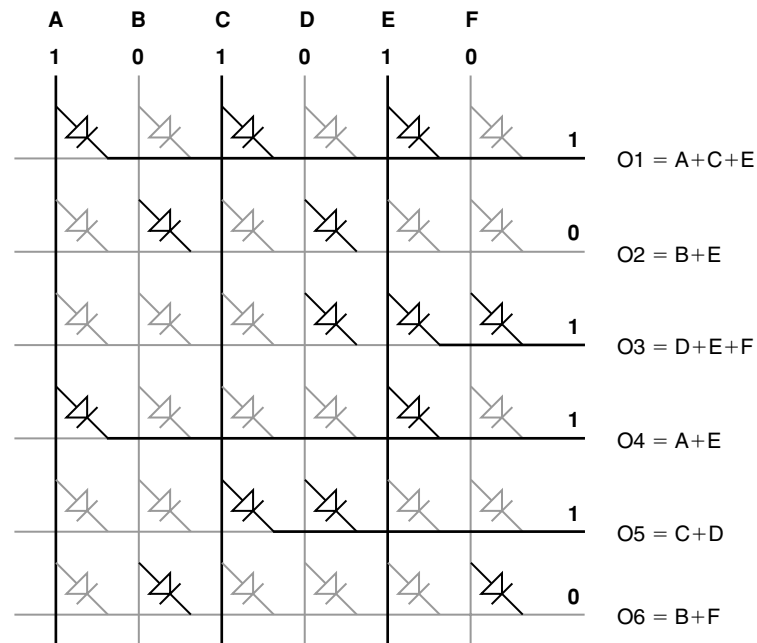 A B C D E F
1 0 1 0 1 0
1
O1 = A+C+E
0
O2 = B+E
1
O3 = D+E+F
1
O4 = A+E
1
O5 = C+D
0
O6 = B+F